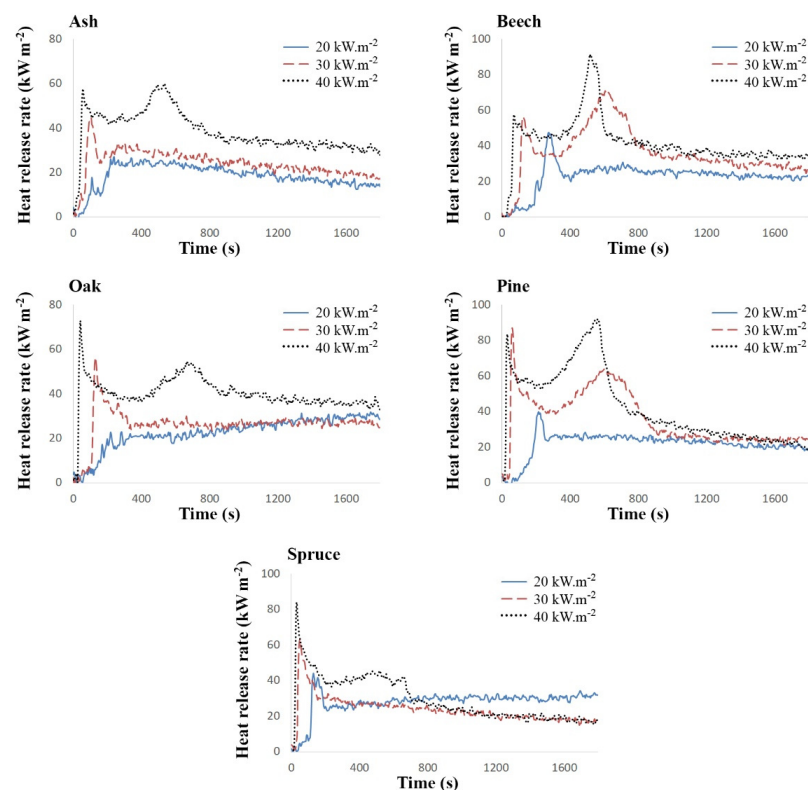 Ash
Heat release rate (kW m-2)
80
60
40
20
0
0 400 800 1200 1600
Time (s)
20 kW.m-2
30 kW.m-2
40 kW.m-2
Beech
Heat release rate (kW m-2)
100
80
60
40
20
0
0 400 800 1200 1600
Time (s)
20 kW.m-2
30 kW.m-2
40 kW.m-2
Oak
Heat release rate (kW m-2)
80
60
40
20
0
0 400 800 1200 1600
Time (s)
20 kW.m-2
30 kW.m-2
40 kW.m-2
Pine
Heat release rate (kW m-2)
100
80
60
40
20
0
0 400 800 1200 1600
Time (s)
20 kW.m-2
30 kW.m-2
40 kW.m-2
Spruce
Heat release rate (kW m-2)
100
80
60
40
20
0
0 400 800 1200 1600
Time (s)
20 kW.m-2
30 kW.m-2
40 kW.m-2